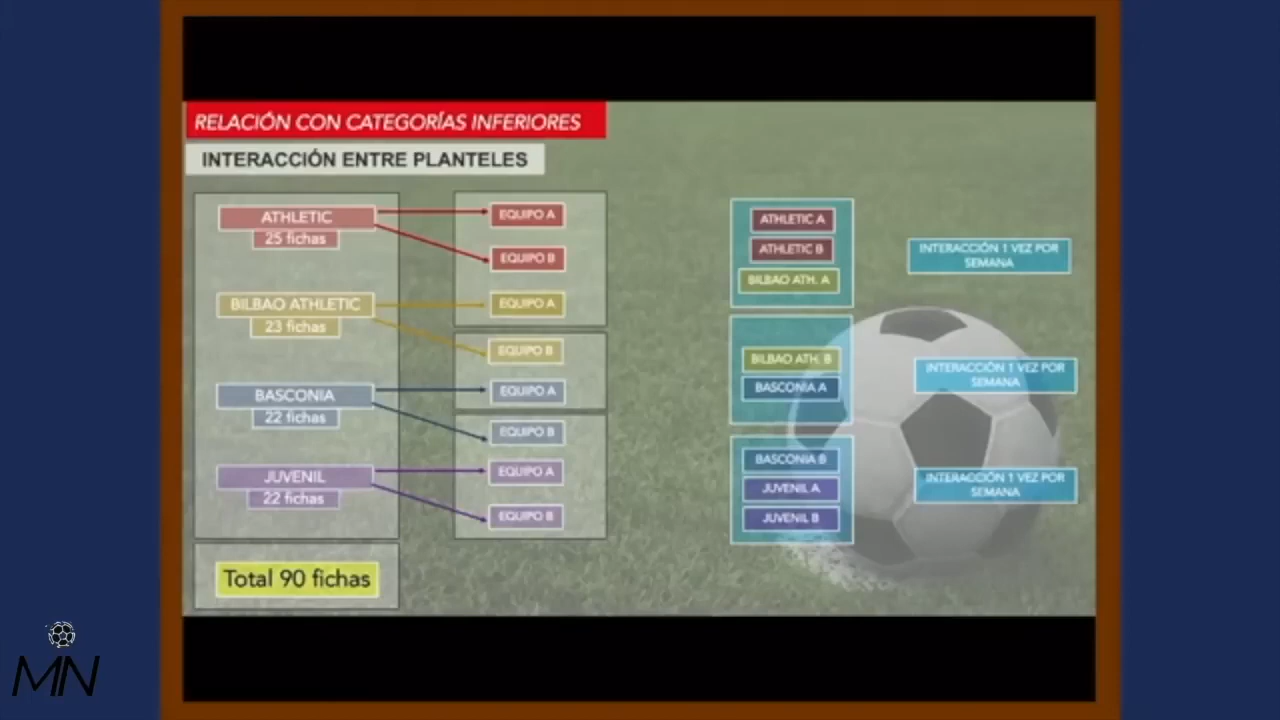 RELACIÓN CON CATEGORÍAS INFERIORES
INTERACCIÓN ENTRE PLANTELES
ATHLETIC
25 fichas
BILBAO ATHLETIC
23 fichas
BASCONIA
22 fichas
JUVENIL
22 fichas
Total 90 fichas
EQUIPO A
EQUIPO B
EQUIPO A
EQUIPO B
EQUIPO A
EQUIPO B
EQUIPO A
EQUIPO B
ATHLETIC A
ATHLETIC B
BILBAO ATH. A
BILBAO ATH. B
BASCONIA A
BASCONIA B
JUVENIL A
JUVENIL B
INTERACCIÓN 1 VEZ POR
SEMANA
INTERACCIÓN 1 VEZ POR
SEMANA
INTERACCIÓN 1 VEZ POR
SEMANA
MN